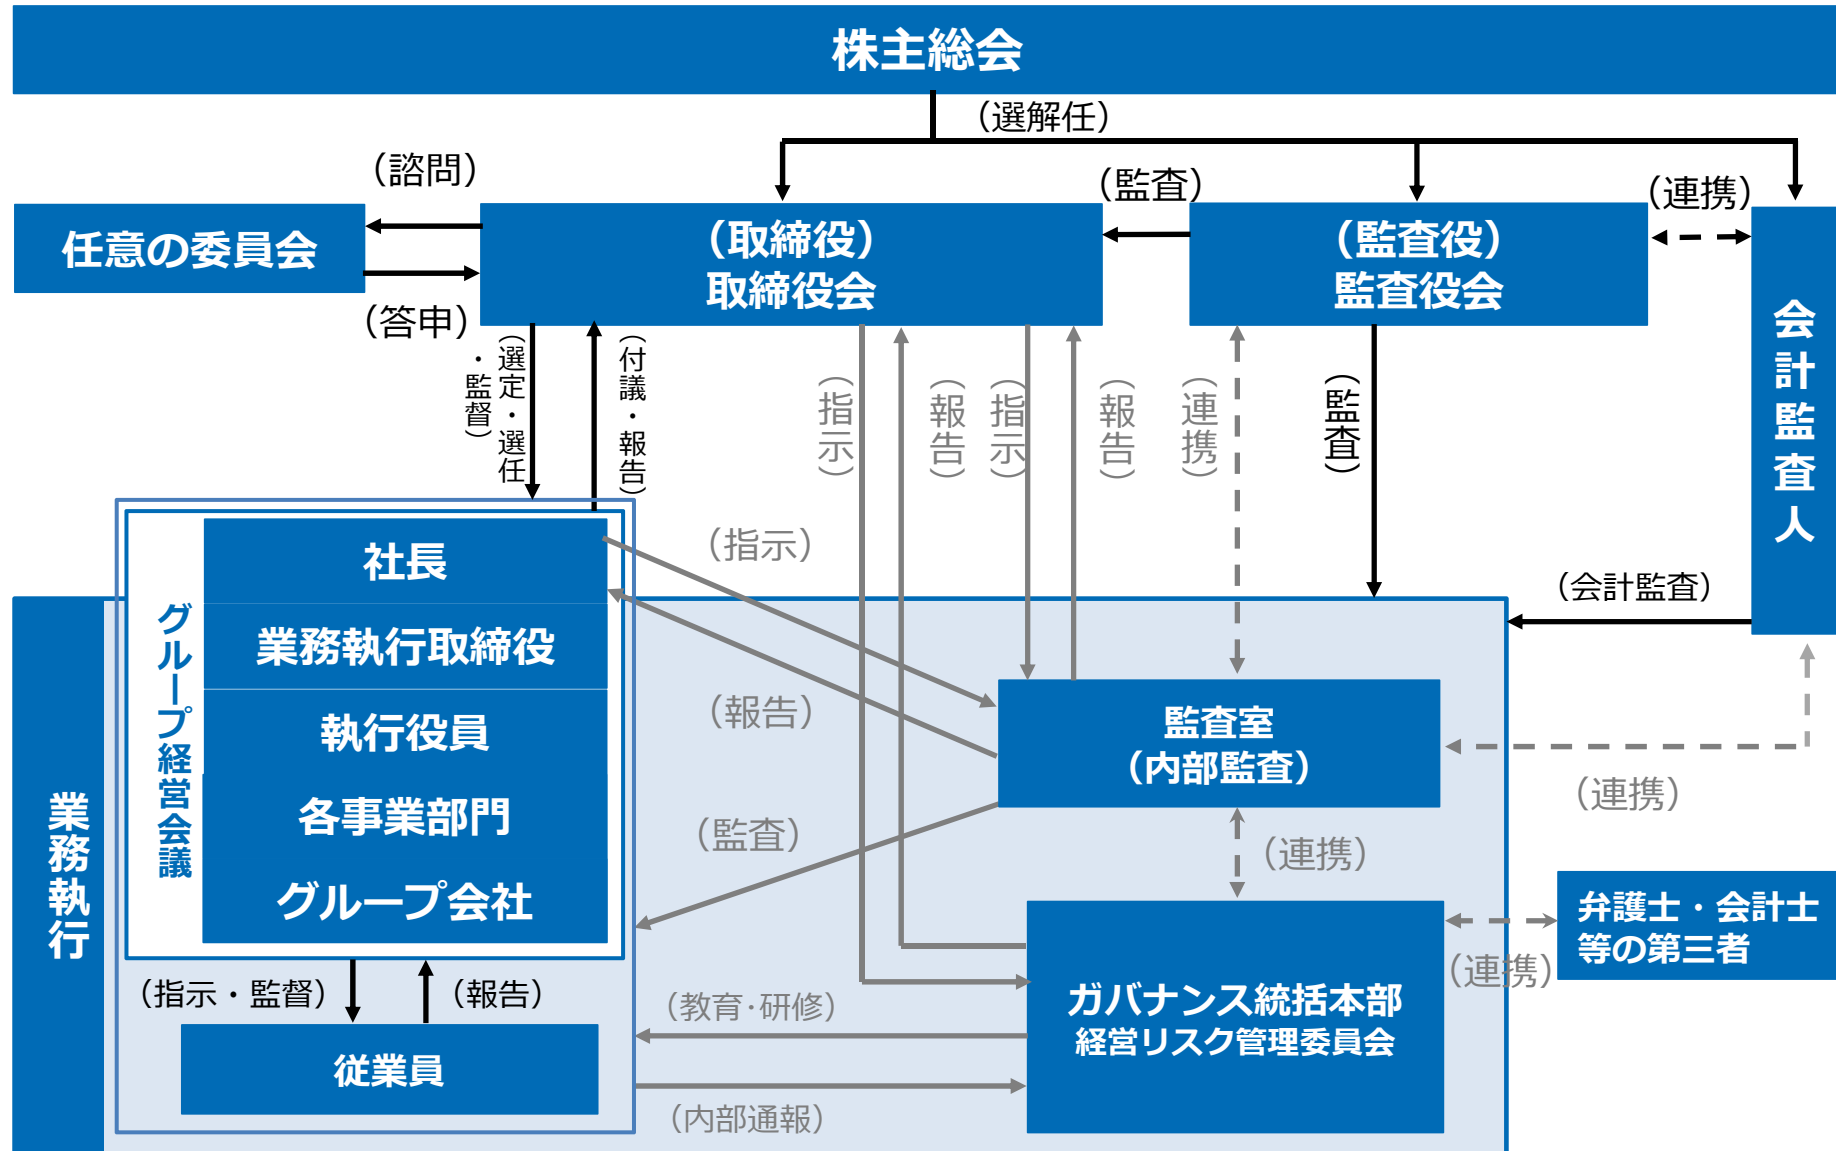 株主総会
（選解任）
（諮問）
（監査）
（連携）
任意の委員会
（取締役）
取締役会
（監査役）
監査役会
会計監査人
（答申）
（選定・選任
・監督）
（付議・報告）
（指示）
（報告）
（指示）
（報告）
（連携）
（監査）
社長
業務執行取締役
執行役員
各事業部門
グループ会社
グループ経営会議
業務執行
（指示）
（報告）
（監査）
監査室
（内部監査）
（会計監査）
（連携）
（連携）
弁護士・会計士
等の第三者
（連携）
ガバナンス統括本部
経営リスク管理委員会
（指示・監督）
（報告）
（教育･研修）
従業員
（内部通報）